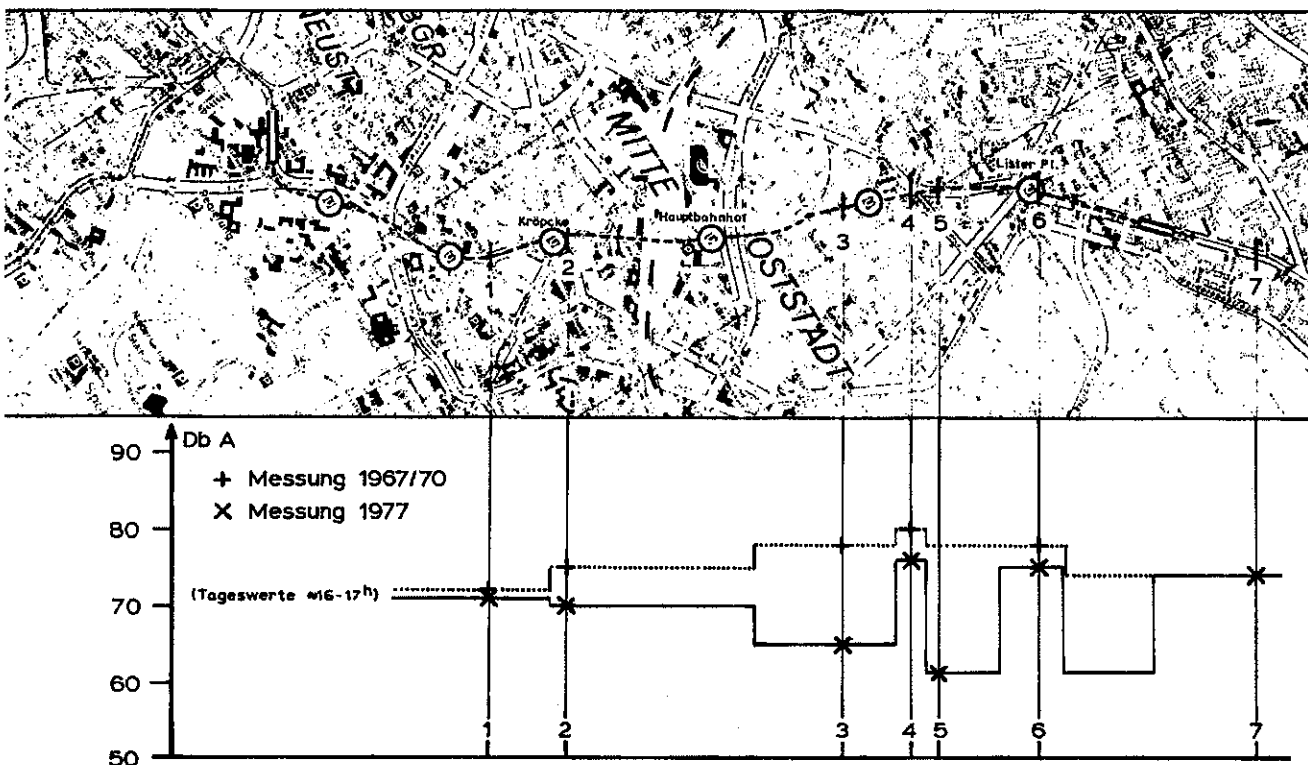 NEUST.
MITTE
OSTSTADT
Kröpcke
Hauptbahnhof
Lister Pl.
1
2
3
4
5
6
7
Db A
+ Messung 1967/70
× Messung 1977
(Tageswerte ≈16-17h)
90
80
70
60
50
1
2
3
4
5
6
7